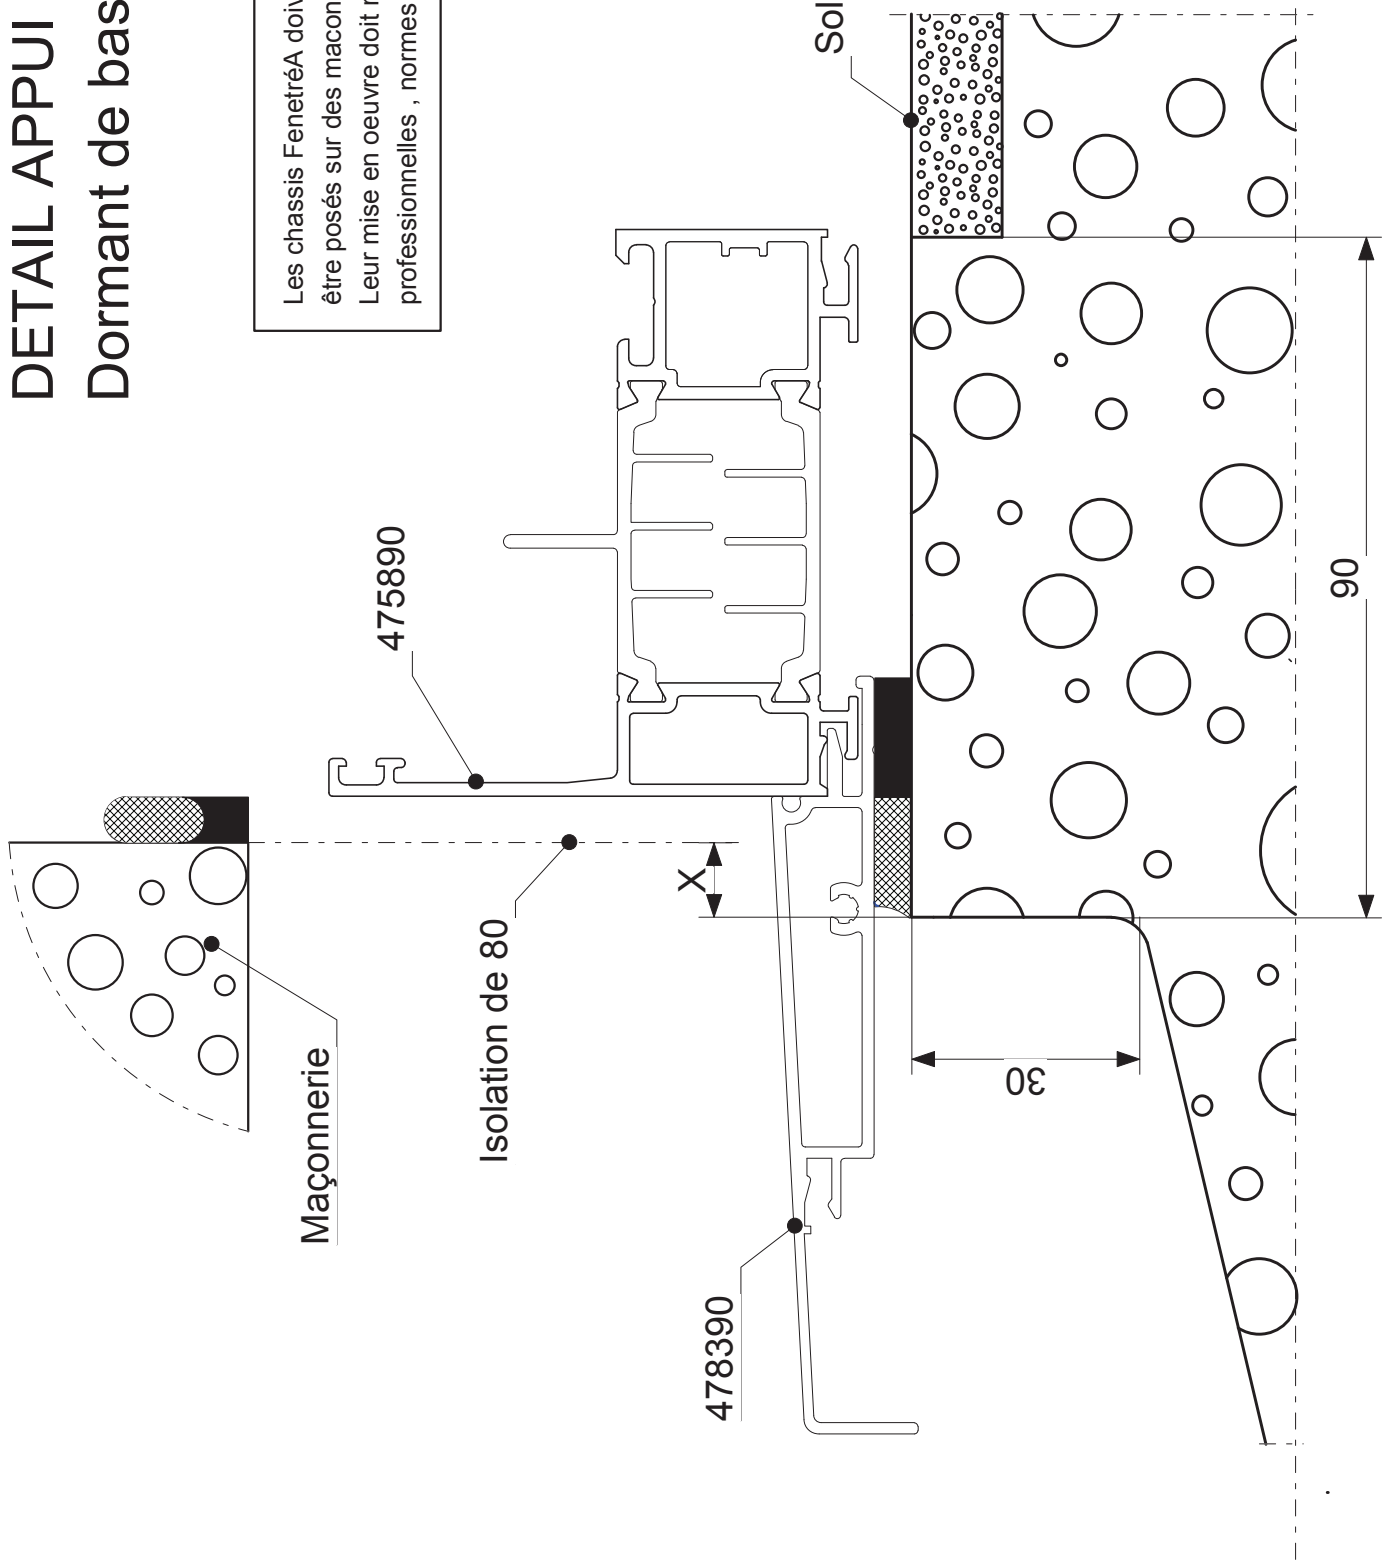 DETAIL APPUI
Dormant de bas
Les chassis FenetréA doiv
être posés sur des macon
Leur mise en oeuvre doit r
professionnelles , normes
Sol
475890
Maçonnerie
Isolation de 80
X
478390
30
90